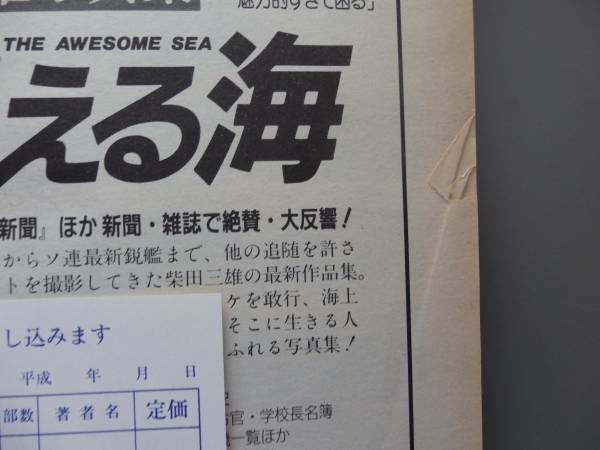 魅力的すぎて困る」
THE AWESOME SEA
える海
新聞』ほか新聞・雑誌で絶賛・大反響！
からソ連最新鋭艦まで、他の追随を許さ
トを撮影してきた柴田三雄の最新作品集。
ケを敢行、海上
そこに生きる人
ふれる写真集！
官・学校長名簿
一覧ほか
し込みます
平成　年　月　日
部数 著者名 定価